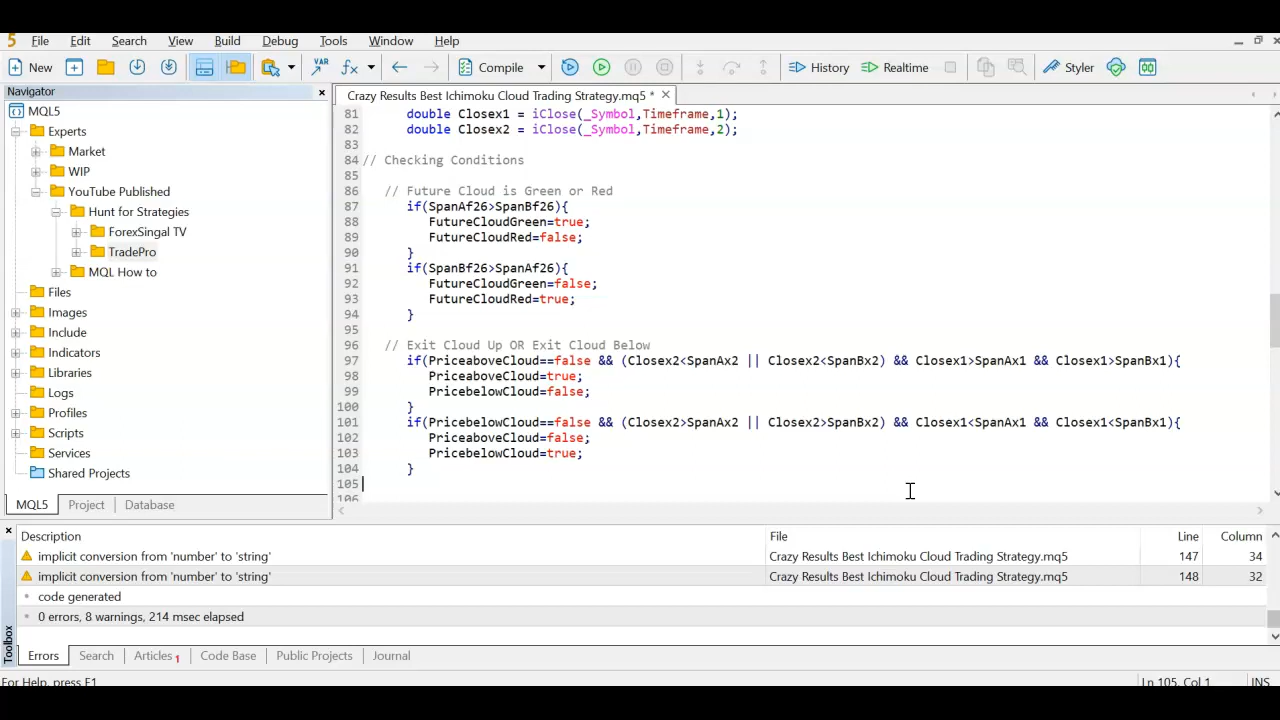 5 File Edit Search View Build Debug Tools Window Help
New VAR fx Compile History Realtime Styler
Navigator
MQL5
Experts
Market
WIP
YouTube Published
Hunt for Strategies
ForexSingal TV
TradePro
MQL How to
Files
Images
Include
Indicators
Libraries
Logs
Profiles
Scripts
Services
Shared Projects
MQL5 Project Database
Crazy Results Best Ichimoku Cloud Trading Strategy.mq5 *
81 double Closex1 = iClose(_Symbol,Timeframe,1);
82 double Closex2 = iClose(_Symbol,Timeframe,2);
83
84 // Checking Conditions
85
86 // Future Cloud is Green or Red
87 if(SpanAf26>SpanBf26){
88 FutureCloudGreen=true;
89 FutureCloudRed=false;
90 }
91 if(SpanBf26>SpanAf26){
92 FutureCloudGreen=false;
93 FutureCloudRed=true;
94 }
95
96 // Exit Cloud Up OR Exit Cloud Below
97 if(PriceaboveCloud==false && (Closex2<SpanAx2 || Closex2<SpanBx2) && Closex1>SpanAx1 && Closex1>SpanBx1){
98 PriceaboveCloud=true;
99 PricebelowCloud=false;
100 }
101 if(PricebelowCloud==false && (Closex2>SpanAx2 || Closex2>SpanBx2) && Closex1<SpanAx1 && Closex1<SpanBx1){
102 PriceaboveCloud=false;
103 PricebelowCloud=true;
104 }
105
106
Toolbox
Description File Line Column
implicit conversion from 'number' to 'string' Crazy Results Best Ichimoku Cloud Trading Strategy.mq5 147 34
implicit conversion from 'number' to 'string' Crazy Results Best Ichimoku Cloud Trading Strategy.mq5 148 32
code generated
0 errors, 8 warnings, 214 msec elapsed
Errors Search Articles 1 Code Base Public Projects Journal
For Help, press F1 Ln 105, Col 1 INS